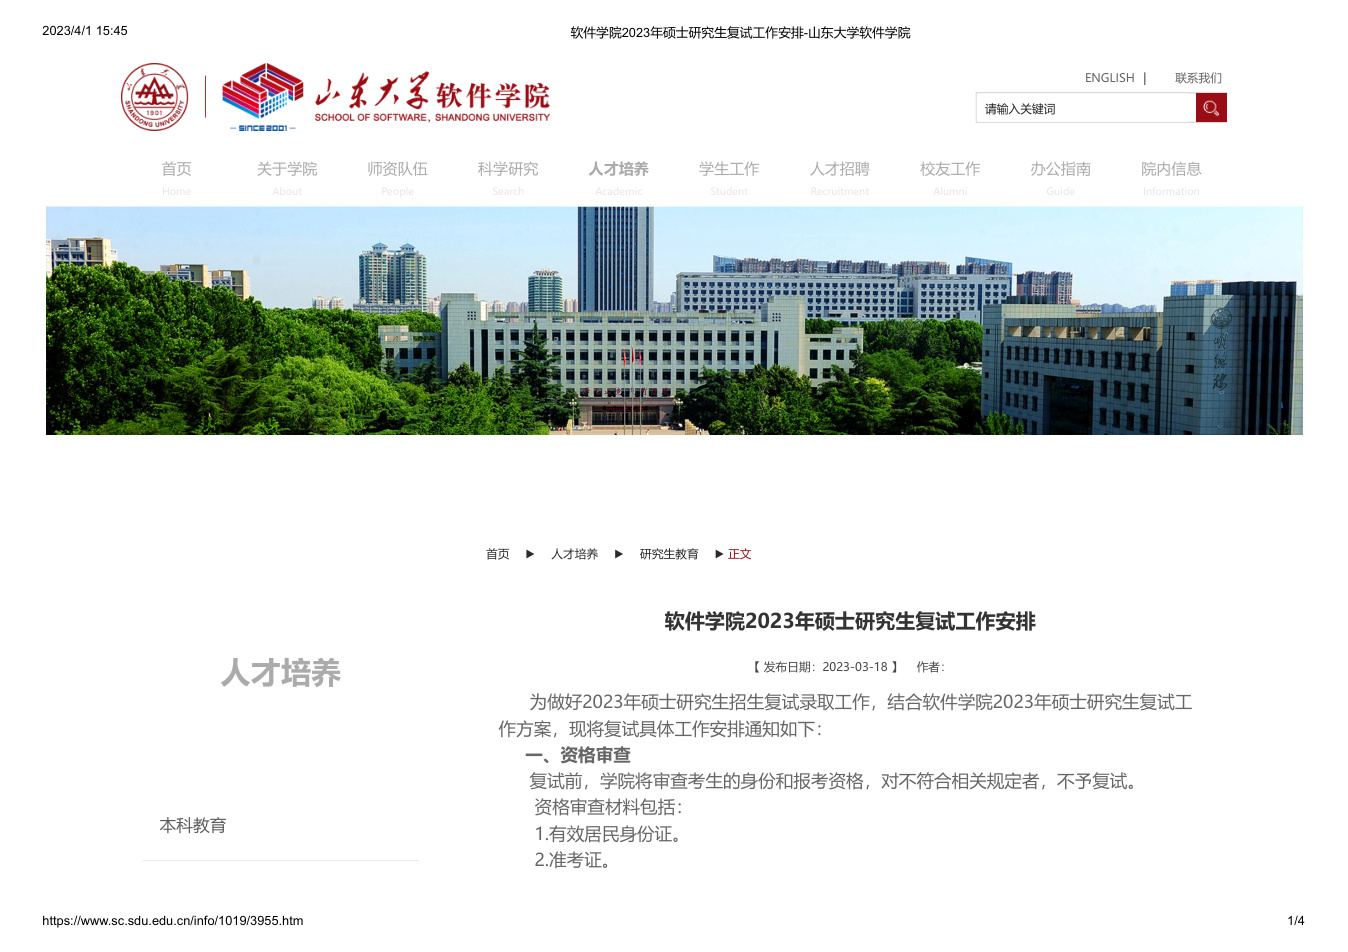 2023/4/1 15:45
软件学院2023年硕士研究生复试工作安排-山东大学软件学院
山东大学软件学院
SCHOOL OF SOFTWARE, SHANDONG UNIVERSITY
1901
SHANDONG UNIVERSITY
SINCE 2001
ENGLISH |
联系我们
请输入关键词
首页 关于学院 师资队伍 科学研究 人才培养 学生工作 人才招聘 校友工作 办公指南 院内信息
Home About People Search Academic Student Recruitment Alumni Guide Information
首页 ▶ 人才培养 ▶ 研究生教育 ▶ 正文
软件学院2023年硕士研究生复试工作安排
【 发布日期：2023-03-18 】 作者：
人才培养
为做好2023年硕士研究生招生复试录取工作，结合软件学院2023年硕士研究生复试工
作方案，现将复试具体工作安排通知如下：
一、资格审查
复试前，学院将审查考生的身份和报考资格，对不符合相关规定者，不予复试。
资格审查材料包括：
本科教育
1.有效居民身份证。
2.准考证。
https://www.sc.sdu.edu.cn/info/1019/3955.htm
1/4